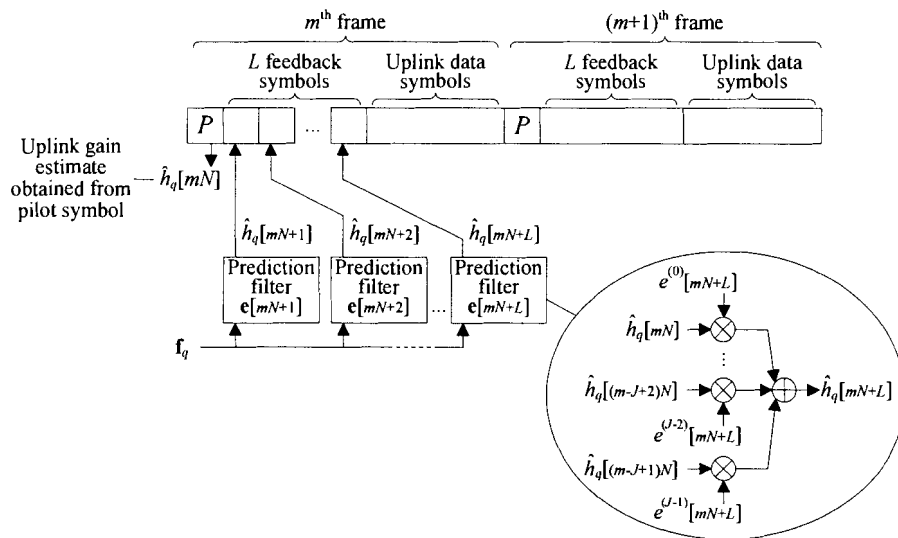 mᵗʰ frame
(m+1)ᵗʰ frame
L feedback symbols
Uplink data symbols
L feedback symbols
Uplink data symbols
P
...
P
Uplink gain
estimate
obtained from
pilot symbol
ĥ_q[mN]
ĥ_q[mN+1]
ĥ_q[mN+2]
ĥ_q[mN+L]
Prediction
filter
e[mN+1]
Prediction
filter
e[mN+2]
...
Prediction
filter
e[mN+L]
f_q
e⁽⁰⁾[mN+L]
ĥ_q[mN]
⋮
ĥ_q[(m-J+2)N]
ĥ_q[mN+L]
e⁽ᴶ⁻²⁾[mN+L]
ĥ_q[(m-J+1)N]
e⁽ᴶ⁻¹⁾[mN+L]